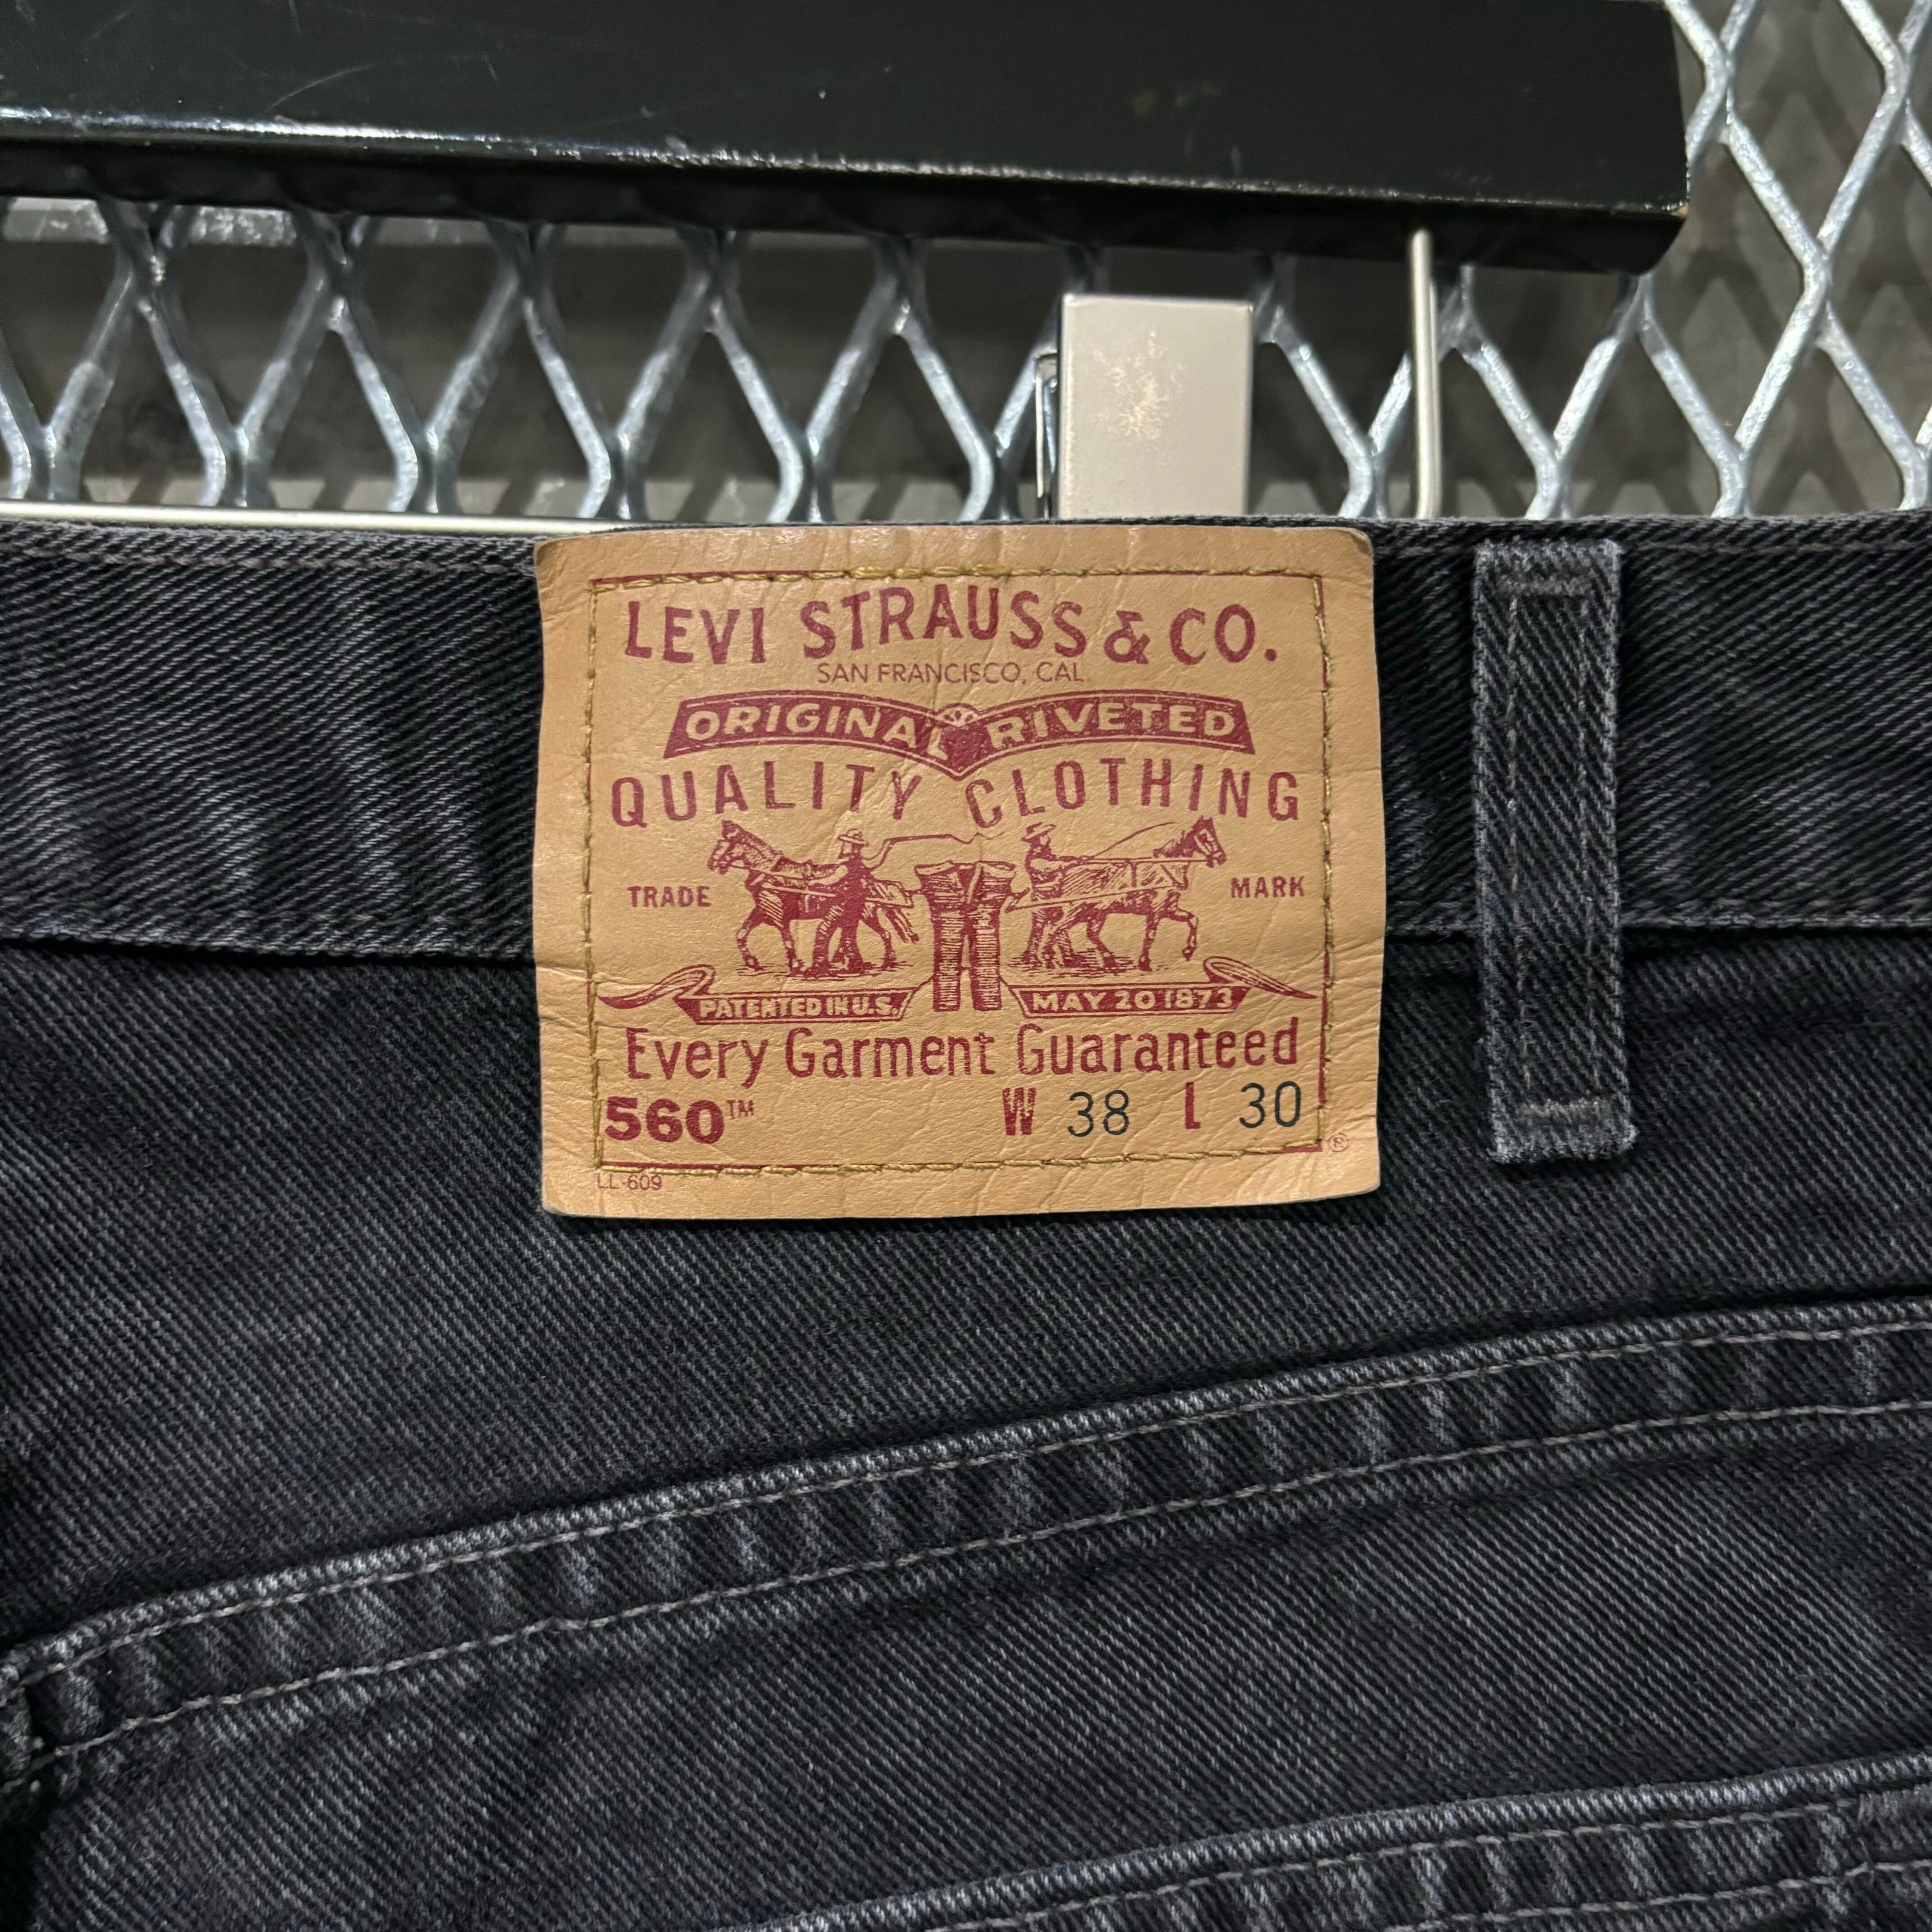 LEVI STRAUSS & CO.
SAN FRANCISCO, CAL.
ORIGINAL RIVETED
QUALITY CLOTHING
TRADE MARK
PATENTED IN U.S. MAY 20 1873
Every Garment Guaranteed
560™ W 38 L 30
®
LL-609